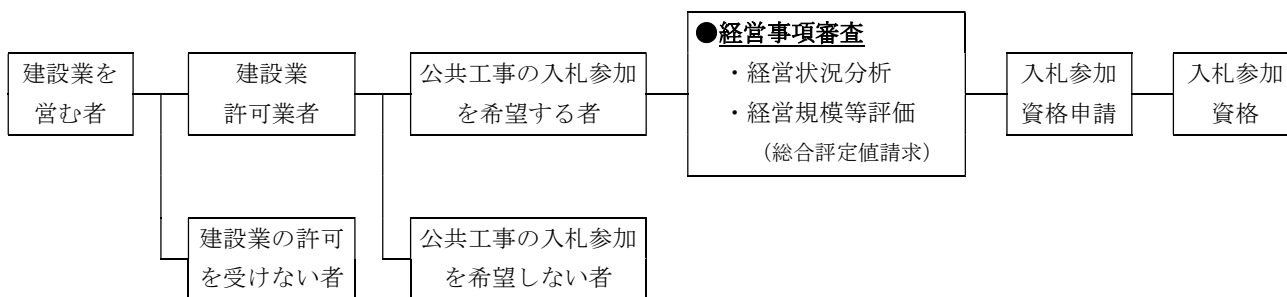 建設業を
営む者
建設業
許可業者
公共工事の入札参加
を希望する者
●経営事項審査
・経営状況分析
・経営規模等評価
（総合評定値請求）
入札参加
資格申請
入札参加
資格
建設業の許可
を受けない者
公共工事の入札参加
を希望しない者